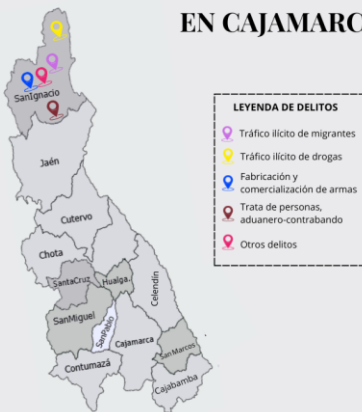 EN CAJAMARC
LEYENDA DE DELITOS
Tráfico ilícito de migrantes
Tráfico ilícito de drogas
Fabricación y
comercialización de armas
Trata de personas,
aduanero-contrabando
Otros delitos
SanIgnacio
Jaén
Cutervo
Chota
SantaCruz
Hualga.
Celendín
SanMiguel
SanPablo
Cajamarca
SanMarcos
Contumazá
Cajabamba